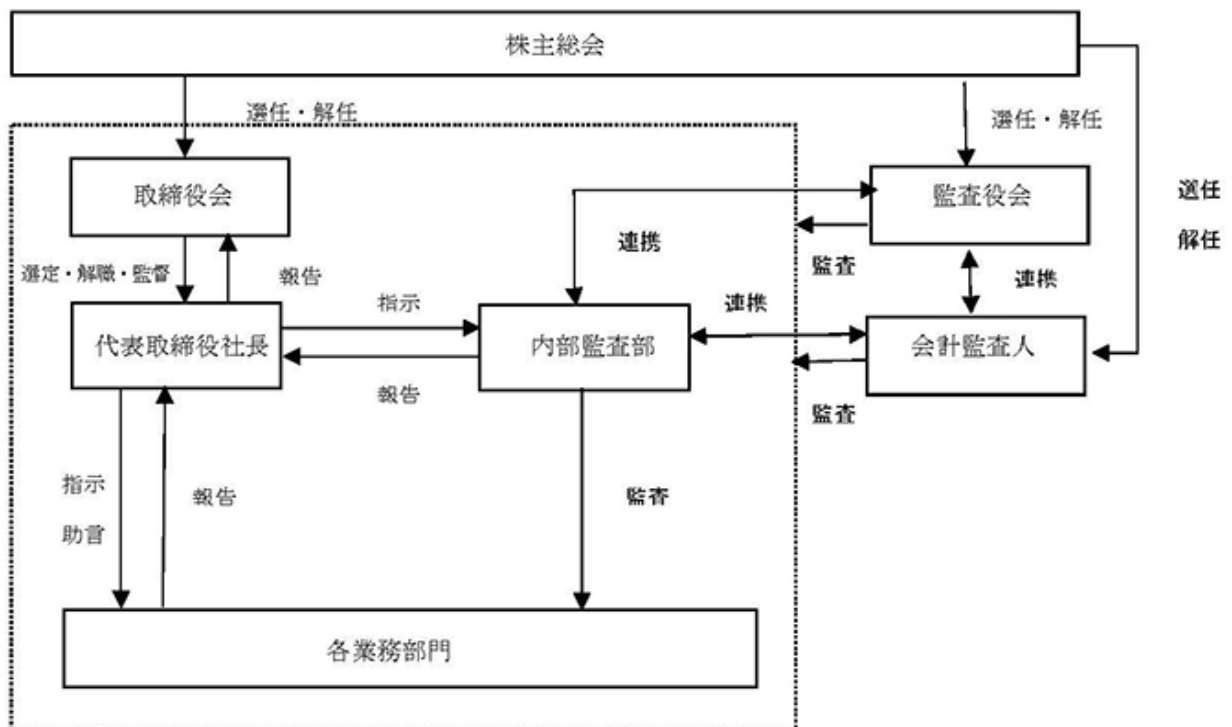 株主総会
選任・解任
選任・解任
取締役会
監査役会
選任
解任
連携
監査
選定・解職・監督
報告
連携
指示
連携
代表取締役社長
内部監査部
会計監査人
報告
監査
指示
助言
報告
監査
各業務部門